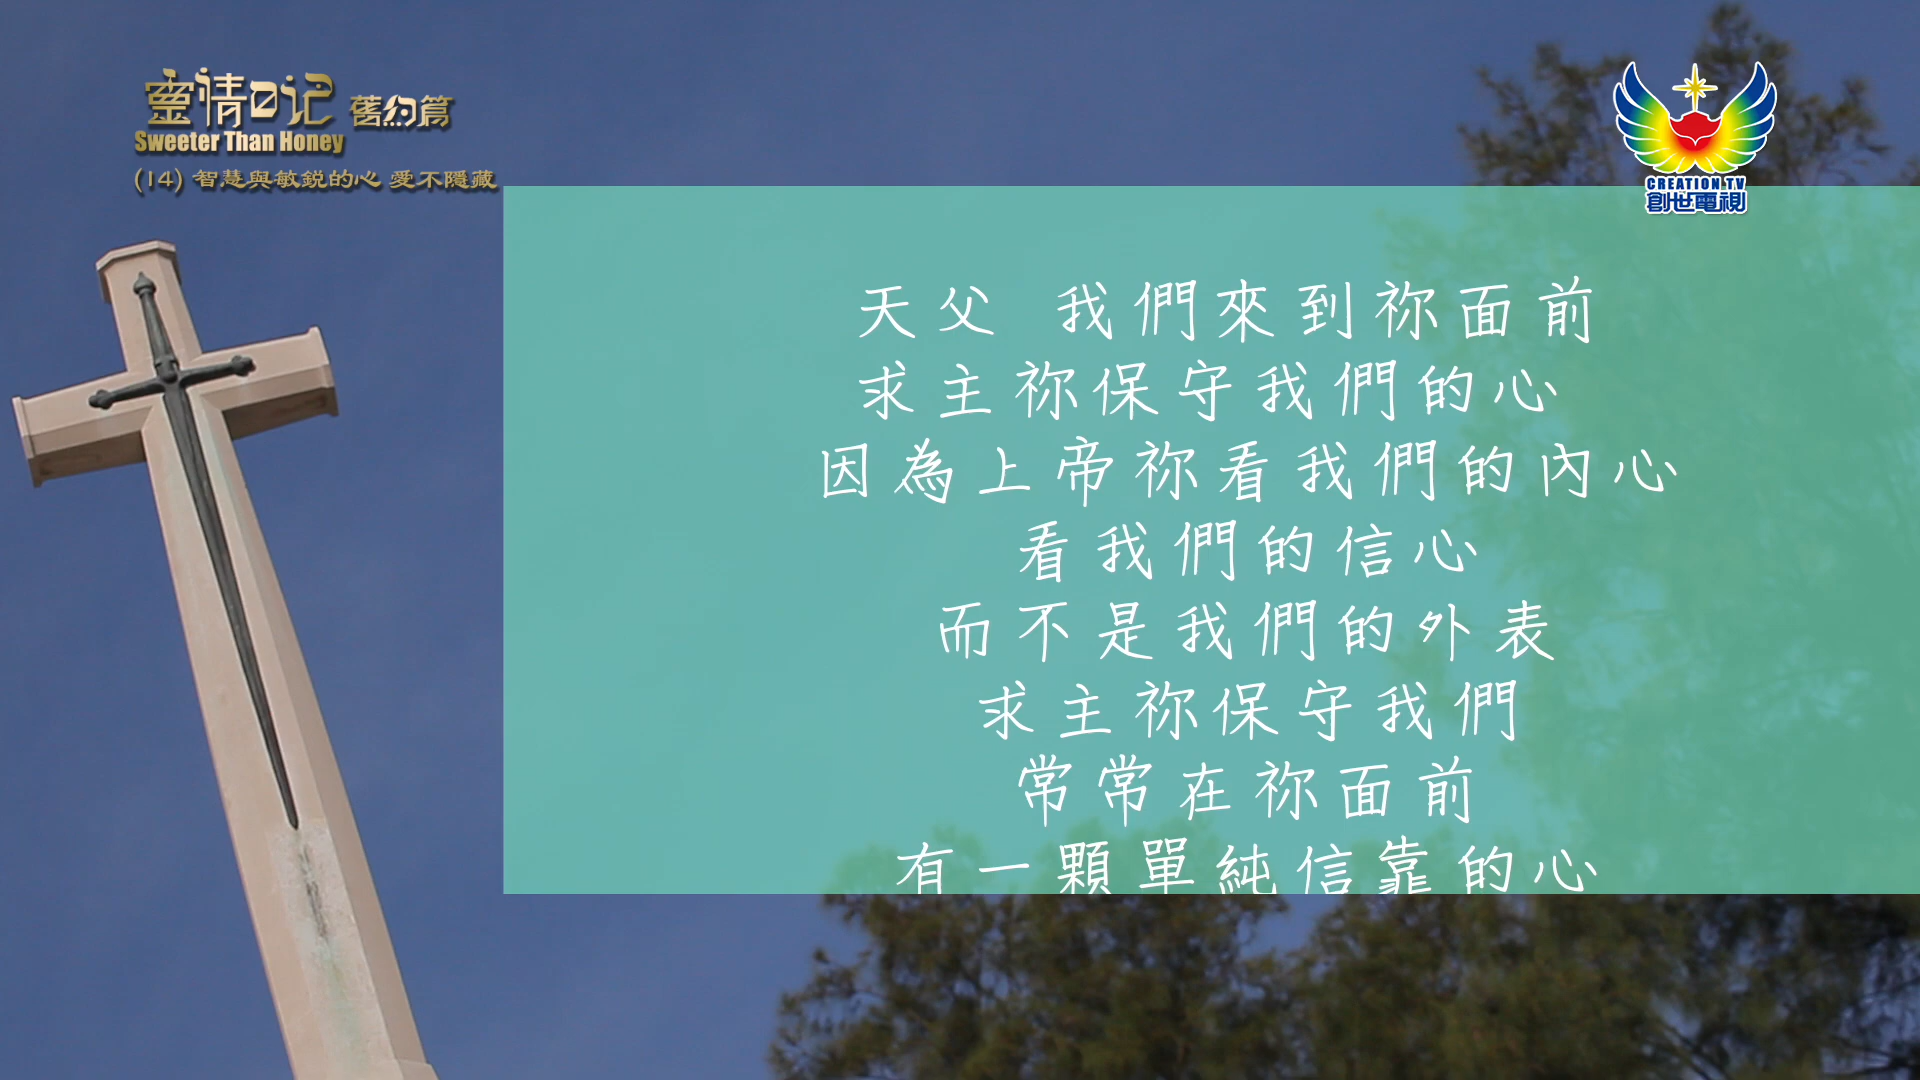 靈情日记 舊約篇
Sweeter Than Honey
(14) 智慧與敏銳的心 愛不隱藏
CREATION TV
創世電視
天父 我們來到祢面前
求主祢保守我們的心
因為上帝祢看我們的內心
看我們的信心
而不是我們的外表
求主祢保守我們
常常在祢面前
有一顆單純信靠的心